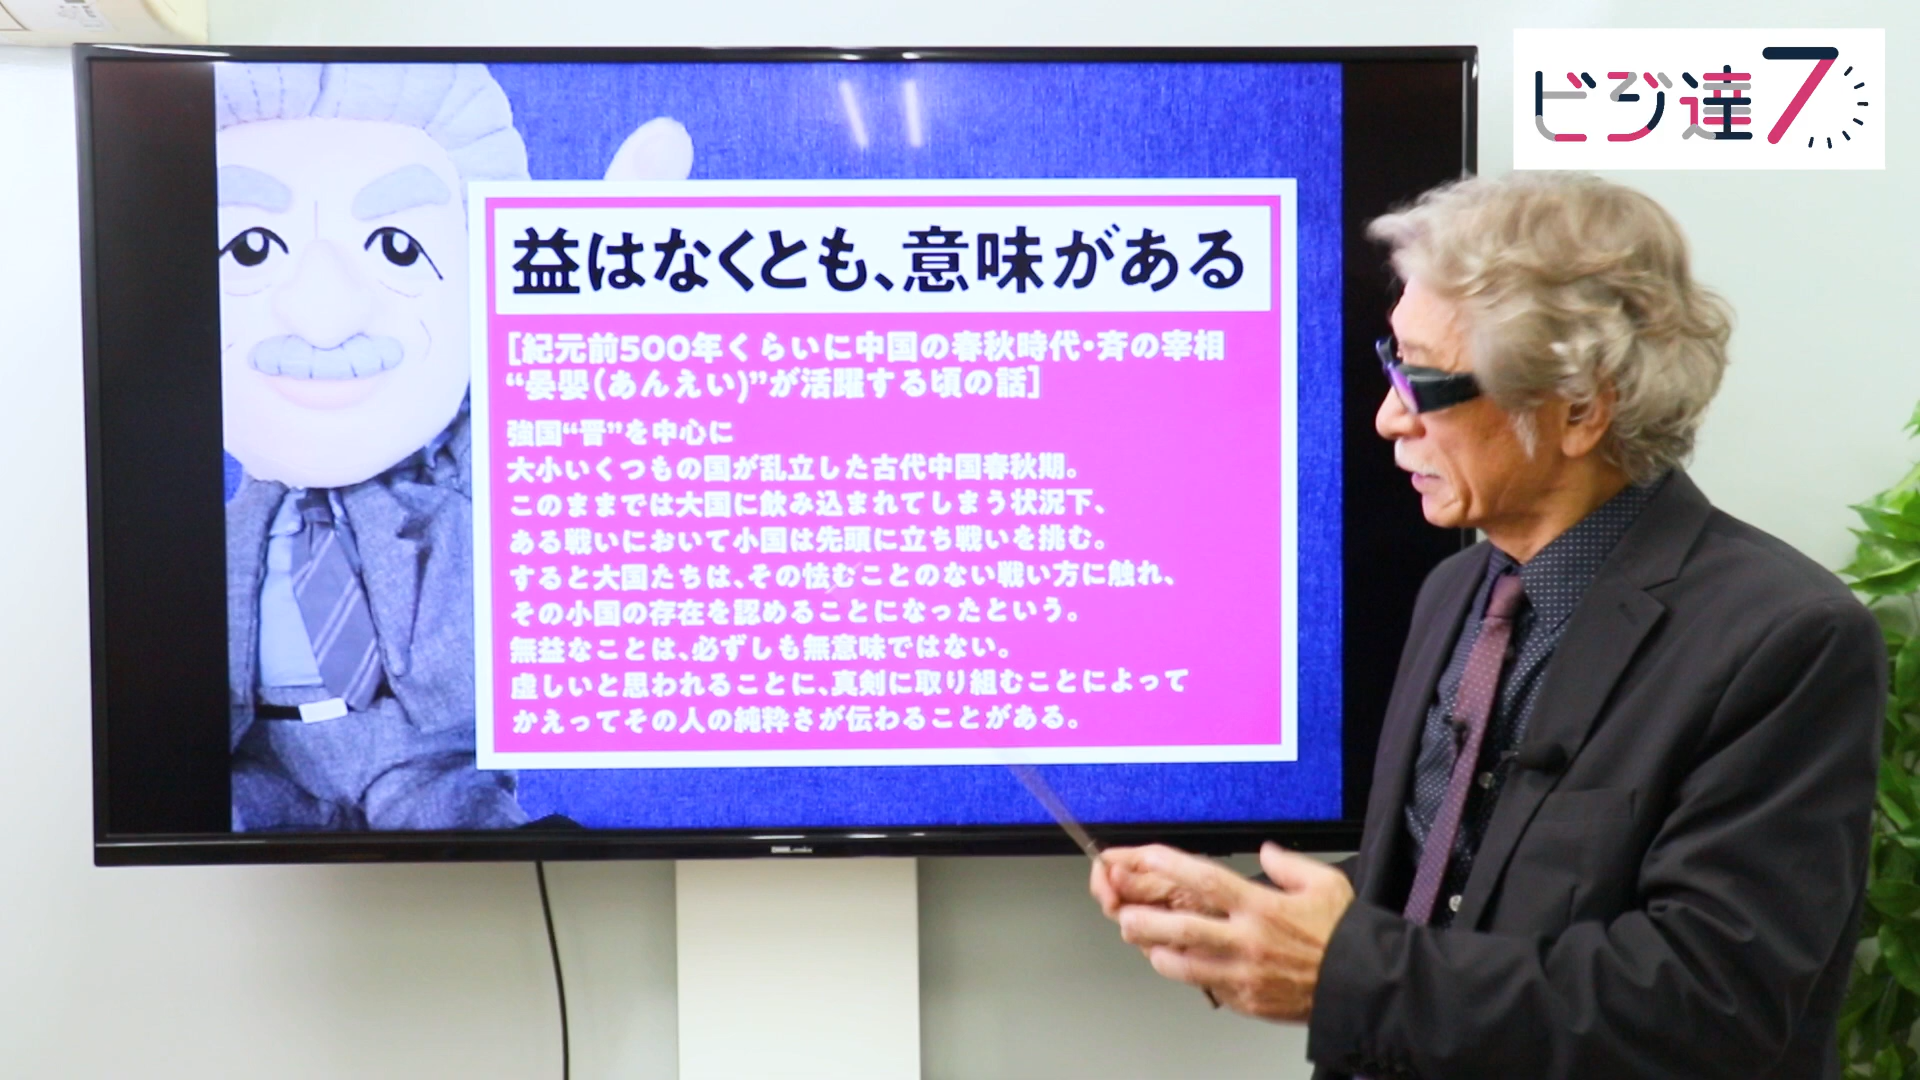 ビジ達7
益はなくとも、意味がある
[紀元前500年くらいに中国の春秋時代・斉の宰相
“晏嬰(あんえい)”が活躍する頃の話]
強国“晋”を中心に
大小いくつもの国が乱立した古代中国春秋期。
このままでは大国に飲み込まれてしまう状況下、
ある戦いにおいて小国は先頭に立ち戦いを挑む。
すると大国たちは、その怯むことのない戦い方に触れ、
その小国の存在を認めることになったという。
無益なことは、必ずしも無意味ではない。
虚しいと思われることに、真剣に取り組むことによって
かえってその人の純粋さが伝わることがある。